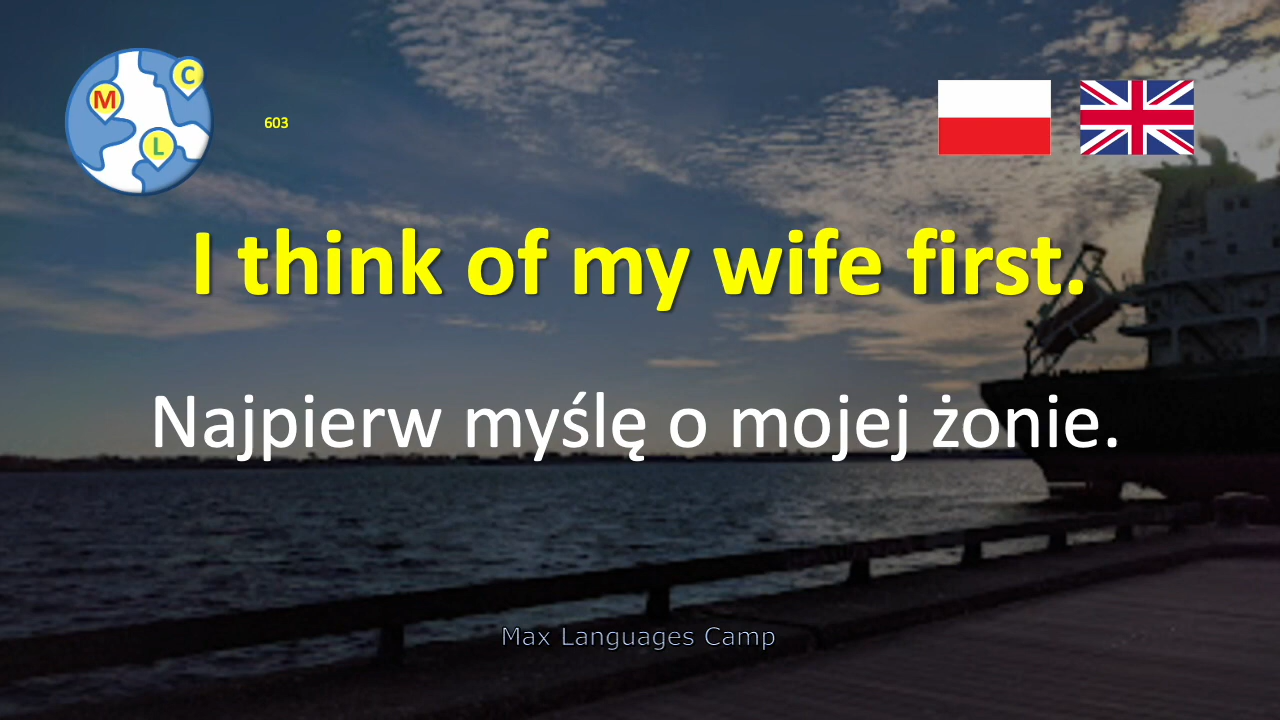 M
C
L
603
I think of my wife first.
Najpierw myślę o mojej żonie.
Max Languages Camp